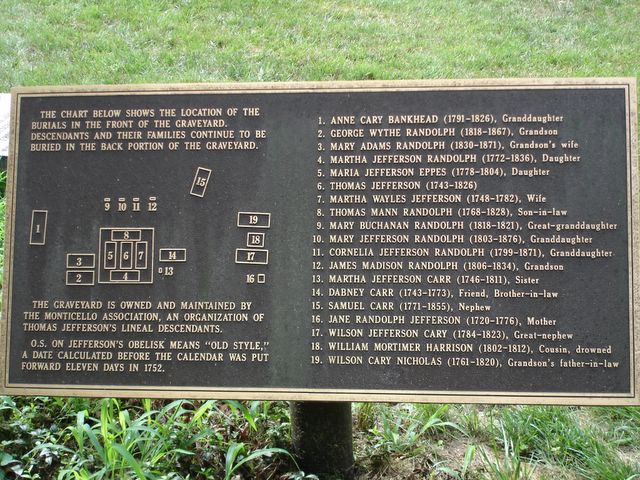 THE CHART BELOW SHOWS THE LOCATION OF THE
BURIALS IN THE FRONT OF THE GRAVEYARD.
DESCENDANTS AND THEIR FAMILIES CONTINUE TO BE
BURIED IN THE BACK PORTION OF THE GRAVEYARD.
15
9 10 11 12
1
19
18
17
16
8
5 6 7
4
3
2
14
13
THE GRAVEYARD IS OWNED AND MAINTAINED BY
THE MONTICELLO ASSOCIATION, AN ORGANIZATION OF
THOMAS JEFFERSON'S LINEAL DESCENDANTS.
O.S. ON JEFFERSON'S OBELISK MEANS "OLD STYLE,"
A DATE CALCULATED BEFORE THE CALENDAR WAS PUT
FORWARD ELEVEN DAYS IN 1752.
1. ANNE CARY BANKHEAD (1791-1826), Granddaughter
2. GEORGE WYTHE RANDOLPH (1818-1867), Grandson
3. MARY ADAMS RANDOLPH (1830-1871), Grandson's wife
4. MARTHA JEFFERSON RANDOLPH (1772-1836), Daughter
5. MARIA JEFFERSON EPPES (1778-1804), Daughter
6. THOMAS JEFFERSON (1743-1826)
7. MARTHA WAYLES JEFFERSON (1748-1782), Wife
8. THOMAS MANN RANDOLPH (1768-1828), Son-in-law
9. MARY BUCHANAN RANDOLPH (1818-1821), Great-granddaughter
10. MARY JEFFERSON RANDOLPH (1803-1876), Granddaughter
11. CORNELIA JEFFERSON RANDOLPH (1799-1871), Granddaughter
12. JAMES MADISON RANDOLPH (1806-1834), Grandson
13. MARTHA JEFFERSON CARR (1746-1811), Sister
14. DABNEY CARR (1743-1773), Friend, Brother-in-law
15. SAMUEL CARR (1771-1855), Nephew
16. JANE RANDOLPH JEFFERSON (1720-1776), Mother
17. WILSON JEFFERSON CARY (1784-1823), Great-nephew
18. WILLIAM MORTIMER HARRISON (1802-1812), Cousin, drowned
19. WILSON CARY NICHOLAS (1761-1820), Grandson's father-in-law